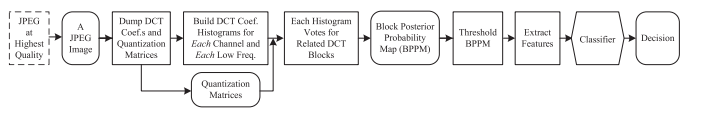 JPEG
at
Highest
Quality
A
JPEG
Image
Dump DCT
Coef.s and
Quantization
Matrices
Build DCT Coef.
Histograms for
Each Channel and
Each Low Freq.
Quantization
Matrices
Each Histogram
Votes for
Related DCT
Blocks
Block Posterior
Probability
Map (BPPM)
Threshold
BPPM
Extract
Features
Classifier
Decision